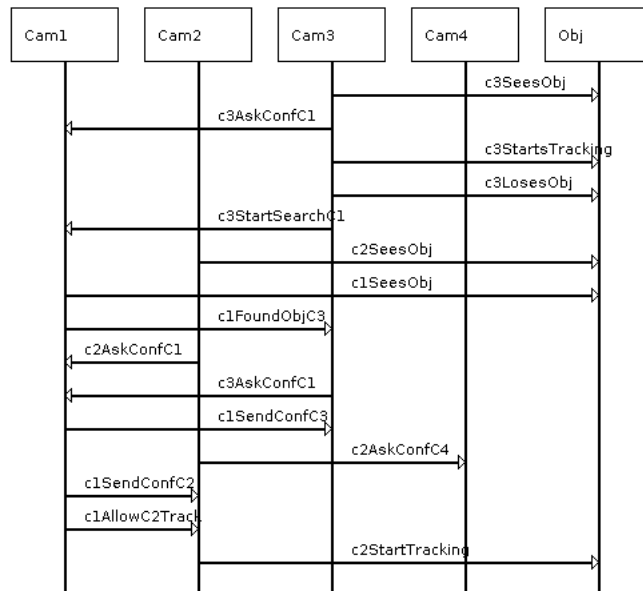 Cam1 Cam2 Cam3 Cam4 Obj
c3SeesObj
c3AskConfC1
c3StartsTracking
c3LosesObj
c3StartSearchC1
c2SeesObj
c1SeesObj
c1FoundObjC3
c2AskConfC1
c3AskConfC1
c1SendConfC3
c2AskConfC4
c1SendConfC2
c1AllowC2Track
c2StartTracking